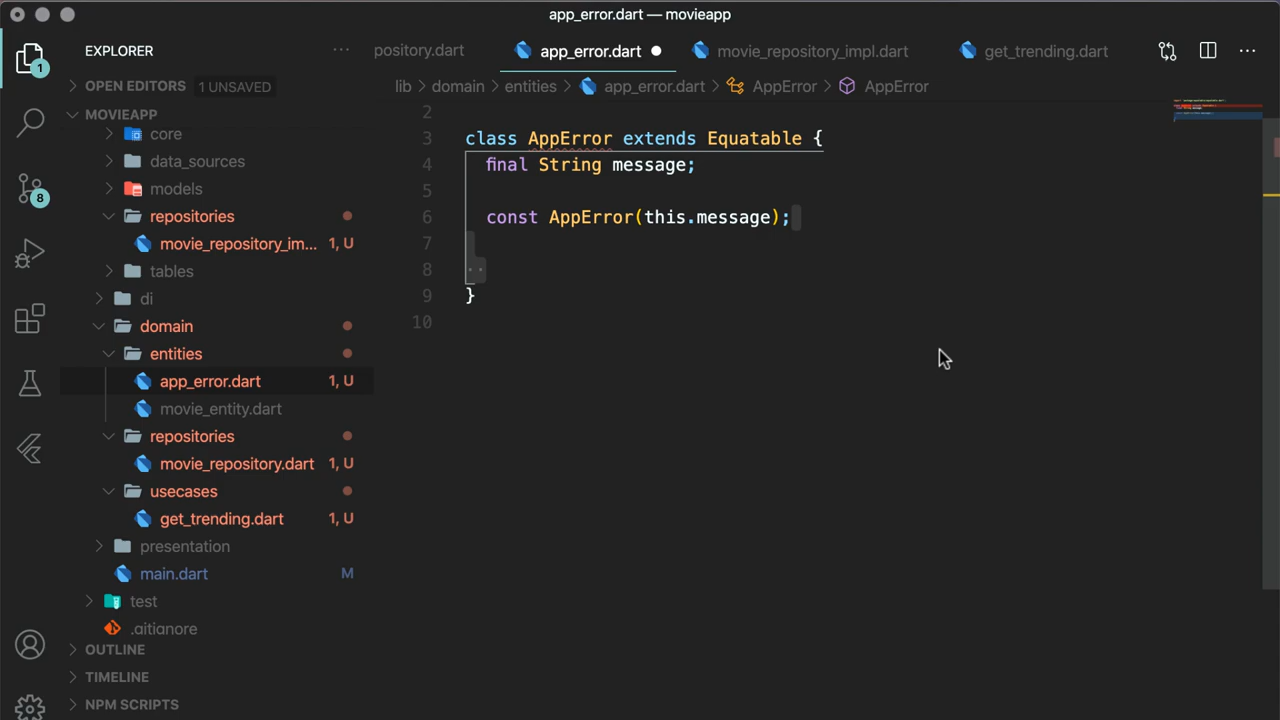 app_error.dart — movieapp
EXPLORER
pository.dart
app_error.dart
movie_repository_impl.dart
get_trending.dart
OPEN EDITORS 1 UNSAVED
lib > domain > entities > app_error.dart > AppError > AppError
MOVIEAPP
core
data_sources
models
repositories
movie_repository_im... 1, U
tables
di
domain
entities
app_error.dart 1, U
movie_entity.dart
repositories
movie_repository.dart 1, U
usecases
get_trending.dart 1, U
presentation
main.dart M
test
.gitignore
OUTLINE
TIMELINE
NPM SCRIPTS
1
8
2
3 class AppError extends Equatable {
4 final String message;
5
6 const AppError(this.message);
7
8
9 }
10